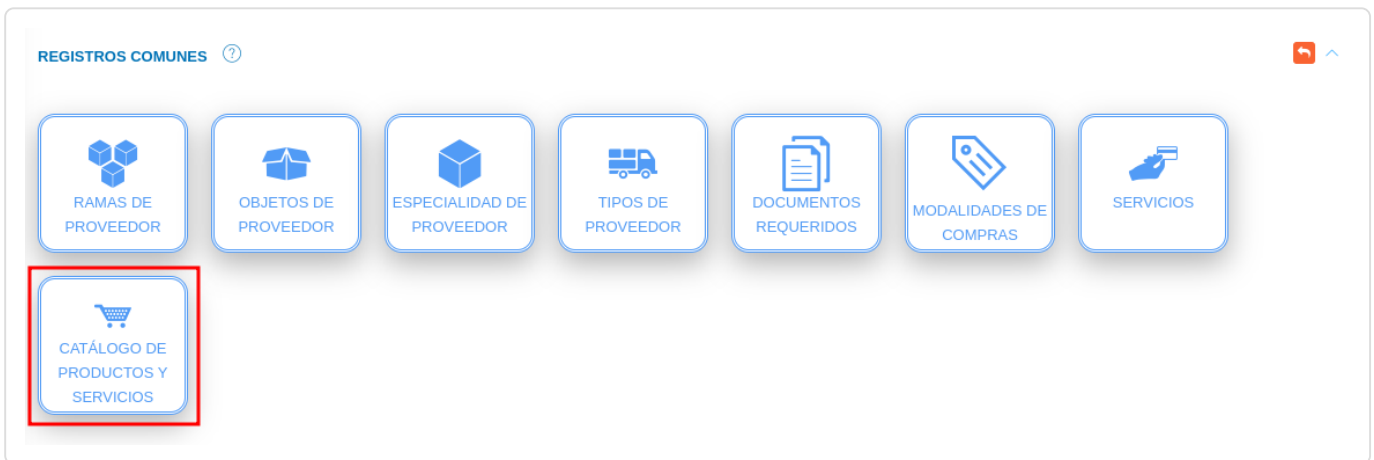 REGISTROS COMUNES ?
RAMAS DE
PROVEEDOR
OBJETOS DE
PROVEEDOR
ESPECIALIDAD DE
PROVEEDOR
TIPOS DE
PROVEEDOR
DOCUMENTOS
REQUERIDOS
MODALIDADES DE
COMPRAS
SERVICIOS
CATÁLOGO DE
PRODUCTOS Y
SERVICIOS